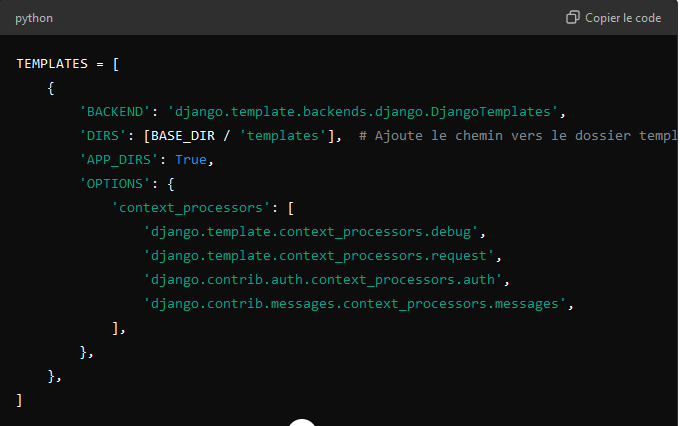 python
Copier le code
TEMPLATES = [
    {
        'BACKEND': 'django.template.backends.django.DjangoTemplates',
        'DIRS': [BASE_DIR / 'templates'],  # Ajoute le chemin vers le dossier templ
        'APP_DIRS': True,
        'OPTIONS': {
            'context_processors': [
                'django.template.context_processors.debug',
                'django.template.context_processors.request',
                'django.contrib.auth.context_processors.auth',
                'django.contrib.messages.context_processors.messages',
            ],
        },
    },
]